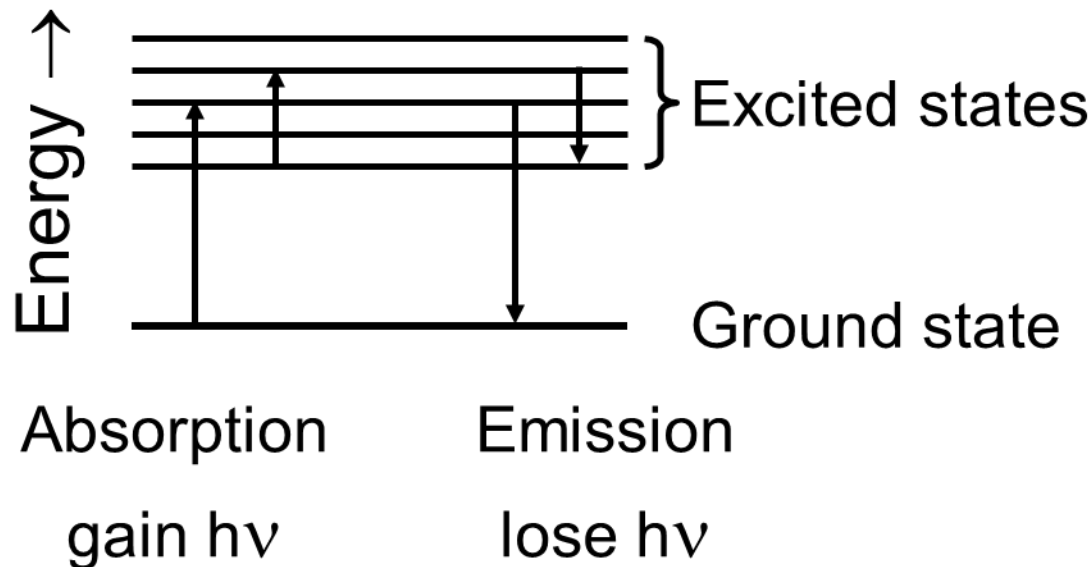 Energy →
Excited states
Ground state
Absorption
Emission
gain hν
lose hν